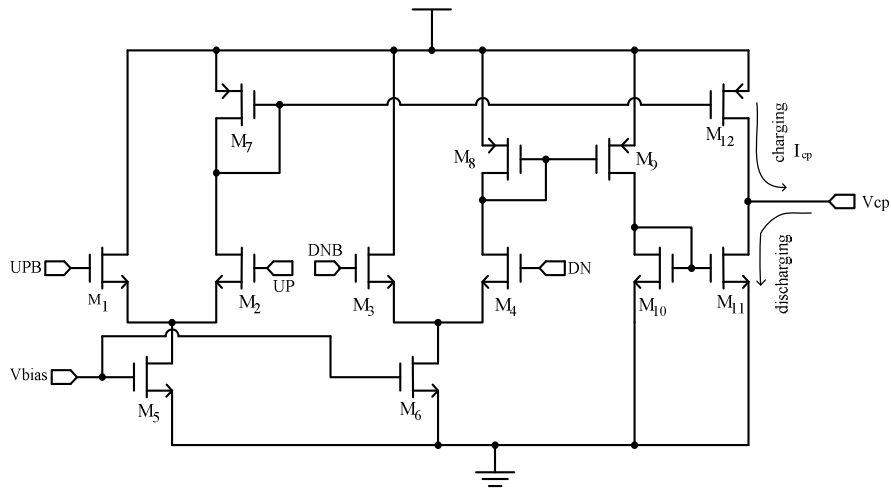 M7
M8
M9
M12
charging
Icp
Vcp
UPB
M1
UP
M2
DNB
M3
DN
M4
M10
M11
discharging
Vbias
M5
M6